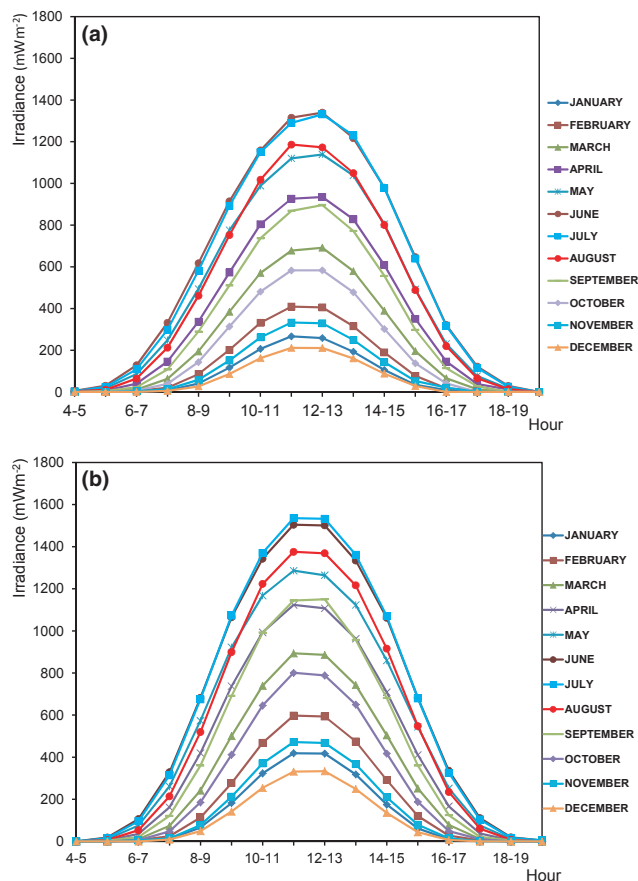 (a)
Irradiance (mWm-2)
1800
1600
1400
1200
1000
800
600
400
200
0
4-5 6-7 8-9 10-11 12-13 14-15 16-17 18-19
Hour
JANUARY
FEBRUARY
MARCH
APRIL
MAY
JUNE
JULY
AUGUST
SEPTEMBER
OCTOBER
NOVEMBER
DECEMBER
(b)
Irradiance (mWm-2)
1800
1600
1400
1200
1000
800
600
400
200
0
4-5 6-7 8-9 10-11 12-13 14-15 16-17 18-19
Hour
JANUARY
FEBRUARY
MARCH
APRIL
MAY
JUNE
JULY
AUGUST
SEPTEMBER
OCTOBER
NOVEMBER
DECEMBER